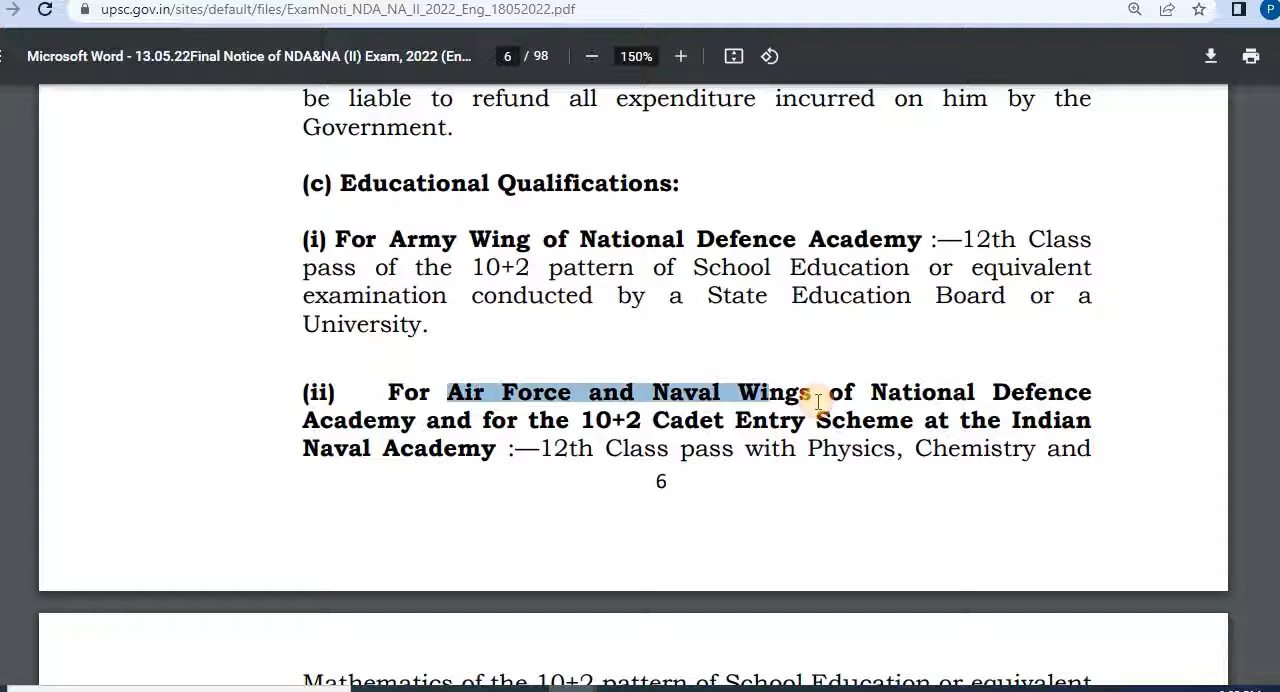 upsc.gov.in/sites/default/files/ExamNoti_NDA_NA_II_2022_Eng_18052022.pdf
P
Microsoft Word - 13.05.22Final Notice of NDA&NA (II) Exam, 2022 (En... 6 / 98 — 150% +
be liable to refund all expenditure incurred on him by the
Government.
(c) Educational Qualifications:
(i) For Army Wing of National Defence Academy :—12th Class
pass of the 10+2 pattern of School Education or equivalent
examination conducted by a State Education Board or a
University.
(ii) For Air Force and Naval Wings of National Defence
Academy and for the 10+2 Cadet Entry Scheme at the Indian
Naval Academy :—12th Class pass with Physics, Chemistry and
6
Mathematics of the 10+2 pattern of School Education or equivalent